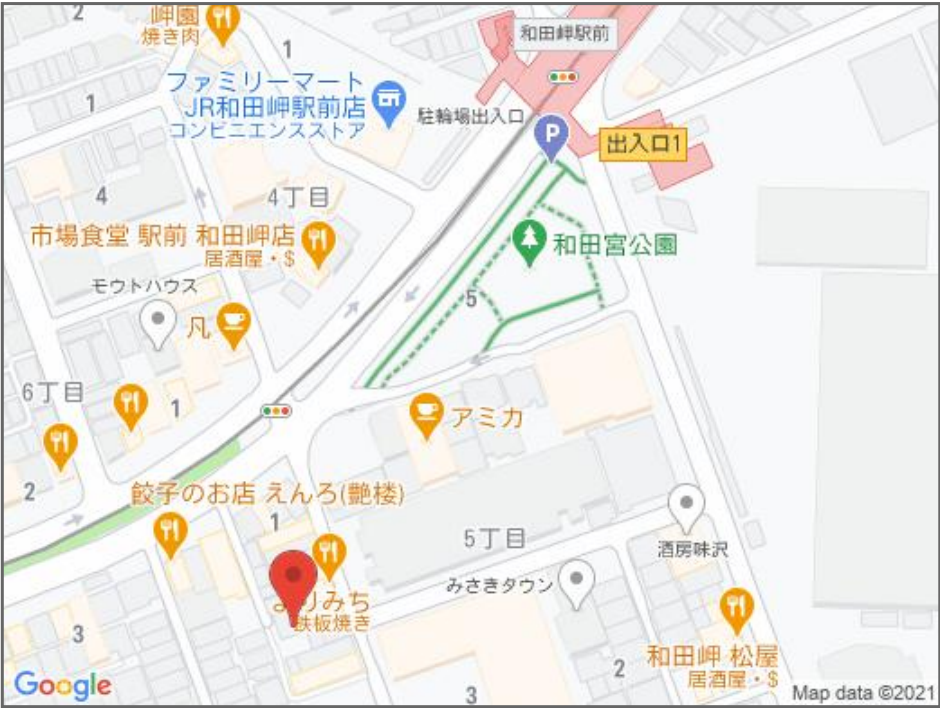 2
岬園
焼き肉
1
和田岬駅前
ファミリーマート
JR和田岬駅前店
コンビニエンスストア
1
駐輪場出入口
P
出入口1
4
4丁目
市場食堂 駅前 和田岬店
居酒屋・$
和田宮公園
モウトハウス
5
凡
6丁目
1
アミカ
2
餃子のお店 えんろ(艶楼)
1
5丁目
酒房味沢
みさきタウン
よりみち
鉄板焼き
3
和田岬 松屋
居酒屋・$
2
3
Google
Map data ©2021